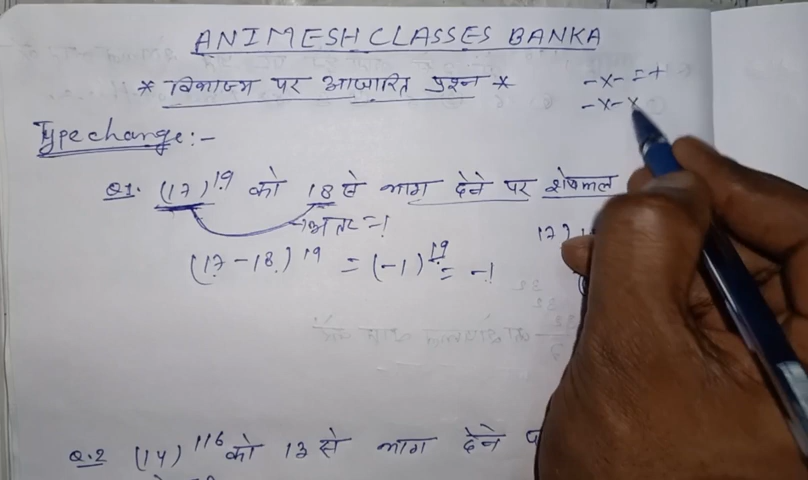 ANIMESH CLASSES BANKA
* विभाज्य पर आधारित प्रश्न *
-x- = +
-x-x
Type change:-
Q1. (17)^19 को 18 से भाग देने पर शेषफल
→ अंतर = 1
17)
(17-18)^19 = (-1)^19 = -1
Q.2 (14)^116 को 13 से भाग देने प